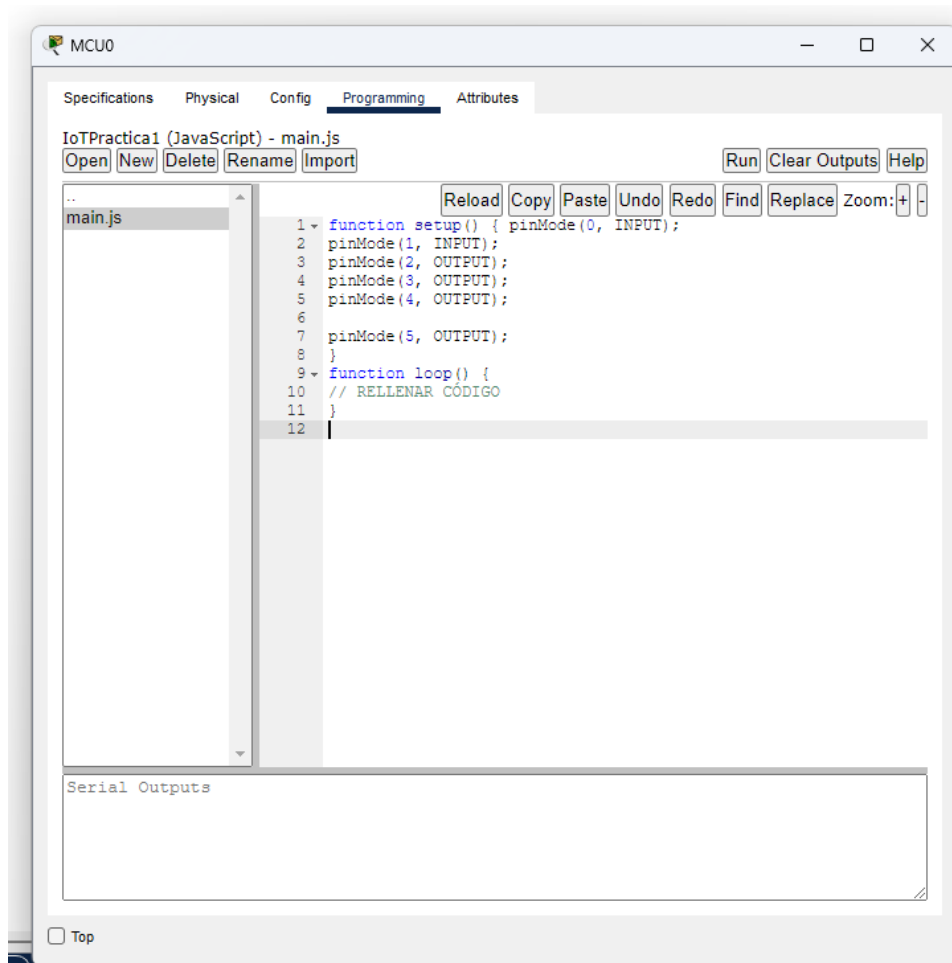 MCU0
Specifications Physical Config Programming Attributes
IoTPractica1 (JavaScript) - main.js
Open New Delete Rename Import Run Clear Outputs Help
Reload Copy Paste Undo Redo Find Replace Zoom: + -
..
main.js
1 function setup() { pinMode(0, INPUT);
2 pinMode(1, INPUT);
3 pinMode(2, OUTPUT);
4 pinMode(3, OUTPUT);
5 pinMode(4, OUTPUT);
6
7 pinMode(5, OUTPUT);
8 }
9 function loop() {
10 // RELLENAR CÓDIGO
11 }
12
Serial Outputs
Top